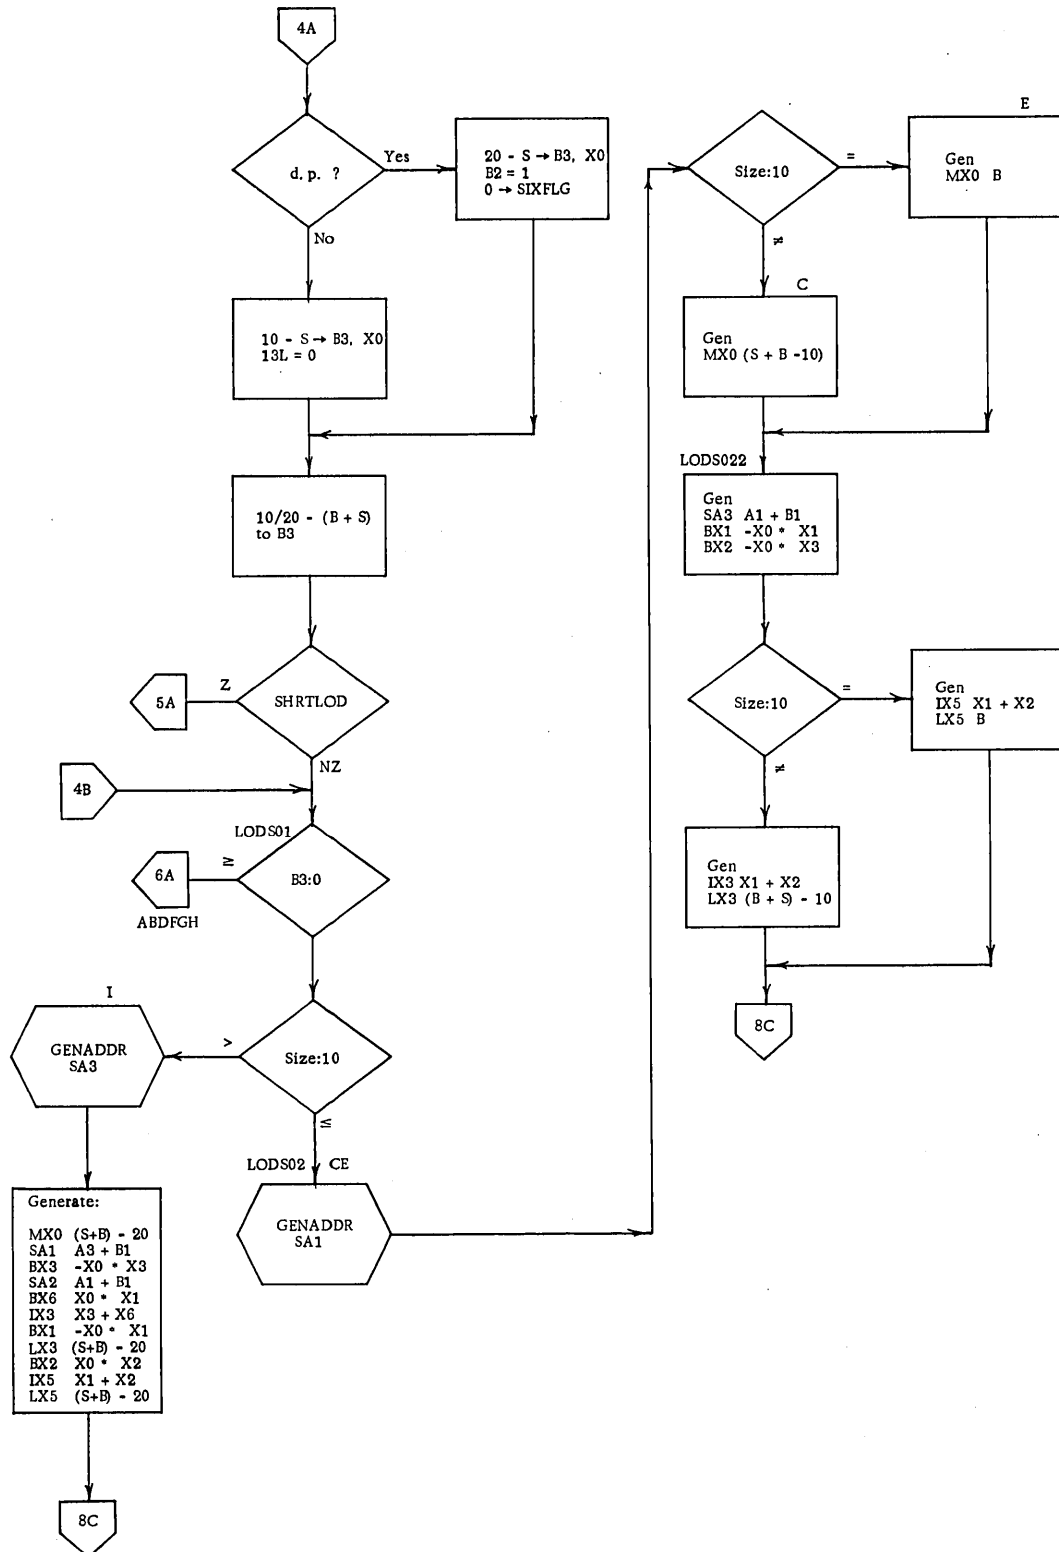 4A
d.p. ?
Yes
No
20 - S → B3, X0
B2 = 1
0 → SIXFLG
10 - S → B3, X0
13L = 0
10/20 - (B + S)
to B3
SHRTLOD
Z
5A
NZ
4B
LODS01
B3:0
≥
6A
ABDFGH
Size:10
>
≤
I
GENADDR
SA3
Generate:
MX0 (S+B) - 20
SA1 A3 + B1
BX3 -X0 * X3
SA2 A1 + B1
BX6 X0 * X1
IX3 X3 + X6
BX1 -X0 * X1
LX3 (S+B) - 20
BX2 X0 * X2
IX5 X1 + X2
LX5 (S+B) - 20
8C
LODS02 CE
GENADDR
SA1
Size:10
=
≠
E
Gen
MX0 B
C
Gen
MX0 (S + B -10)
LODS022
Gen
SA3 A1 + B1
BX1 -X0 * X1
BX2 -X0 * X3
Size:10
=
≠
Gen
IX5 X1 + X2
LX5 B
Gen
IX3 X1 + X2
LX3 (B + S) - 10
8C